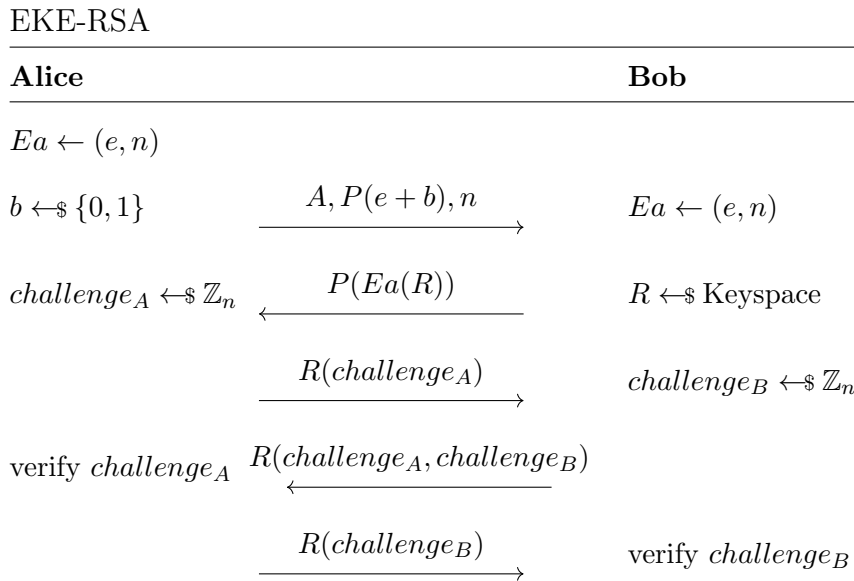 EKE-RSA
Alice Bob
Ea ← (e, n)
b ←$ {0, 1} A, P(e + b), n Ea ← (e, n)
challenge_A ←$ ℤ_n P(Ea(R)) R ←$ Keyspace
R(challenge_A) challenge_B ←$ ℤ_n
verify challenge_A R(challenge_A, challenge_B)
R(challenge_B) verify challenge_B